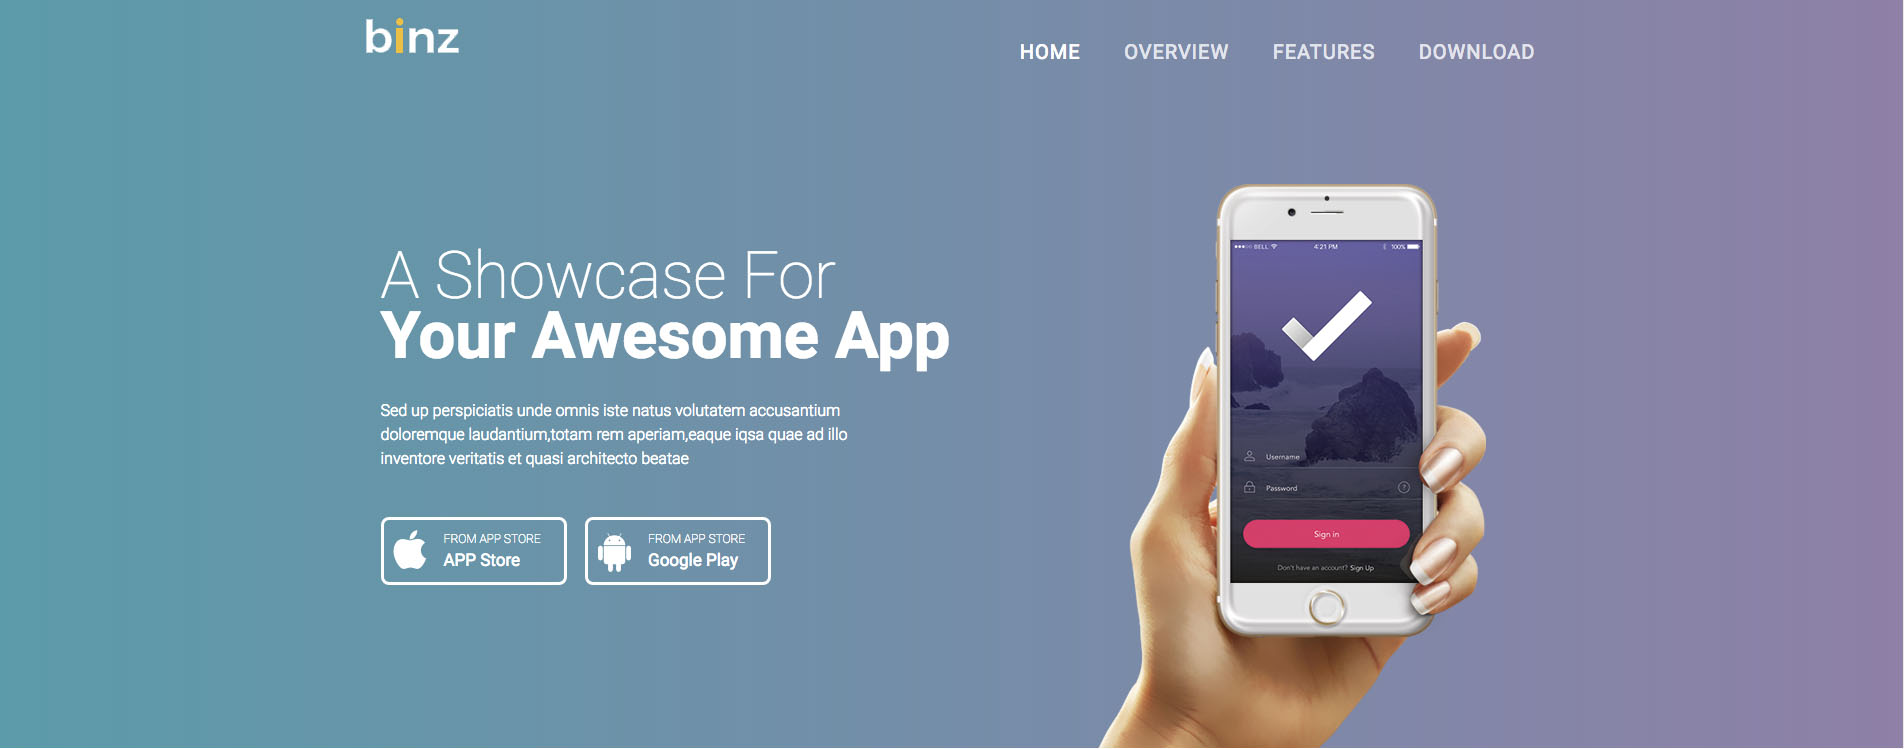 binz
HOME OVERVIEW FEATURES DOWNLOAD
A Showcase For
Your Awesome App
Sed up perspiciatis unde omnis iste natus volutatem accusantium
doloremque laudantium,totam rem aperiam,eaque iqsa quae ad illo
inventore veritatis et quasi architecto beatae
FROM APP STORE
APP Store
FROM APP STORE
Google Play
BELL 4:21 PM 100%
Username
Password ?
Sign in
Don't have an account? Sign Up